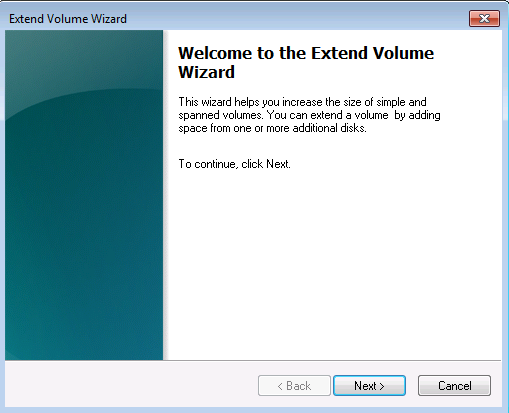 Extend Volume Wizard
Welcome to the Extend Volume
Wizard
This wizard helps you increase the size of simple and
spanned volumes. You can extend a volume  by adding
space from one or more additional disks.
To continue, click Next.
< Back
Next >
Cancel